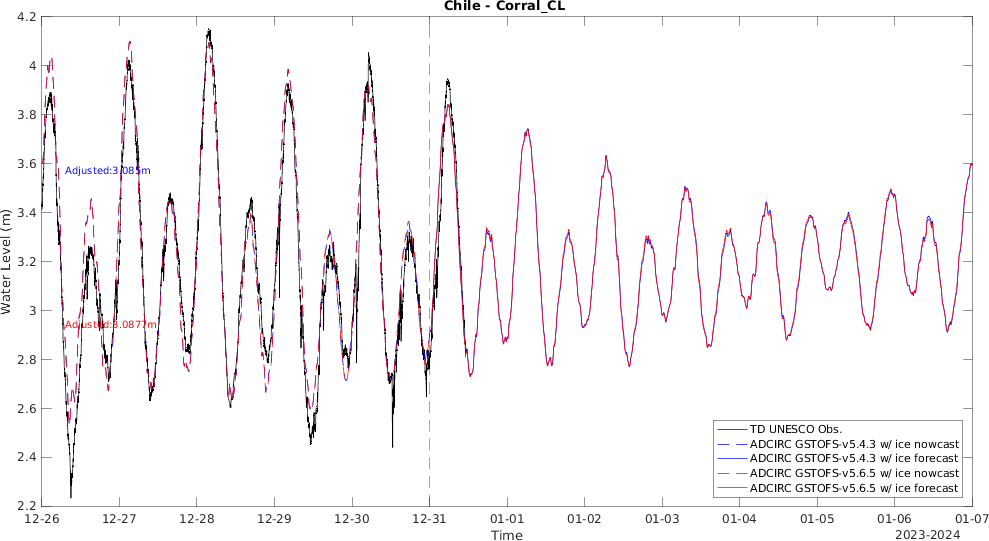 Chile - Corral_CL
Water Level (m)
4.2
4
3.8
3.6
3.4
3.2
3
2.8
2.6
2.4
2.2
Adjusted:3.085m
Adjusted:3.0877m
TD UNESCO Obs.
ADCIRC GSTOFS-v5.4.3 w/ ice nowcast
ADCIRC GSTOFS-v5.4.3 w/ ice forecast
ADCIRC GSTOFS-v5.6.5 w/ ice nowcast
ADCIRC GSTOFS-v5.6.5 w/ ice forecast
12-26 12-27 12-28 12-29 12-30 12-31 01-01 01-02 01-03 01-04 01-05 01-06 01-07
Time
2023-2024